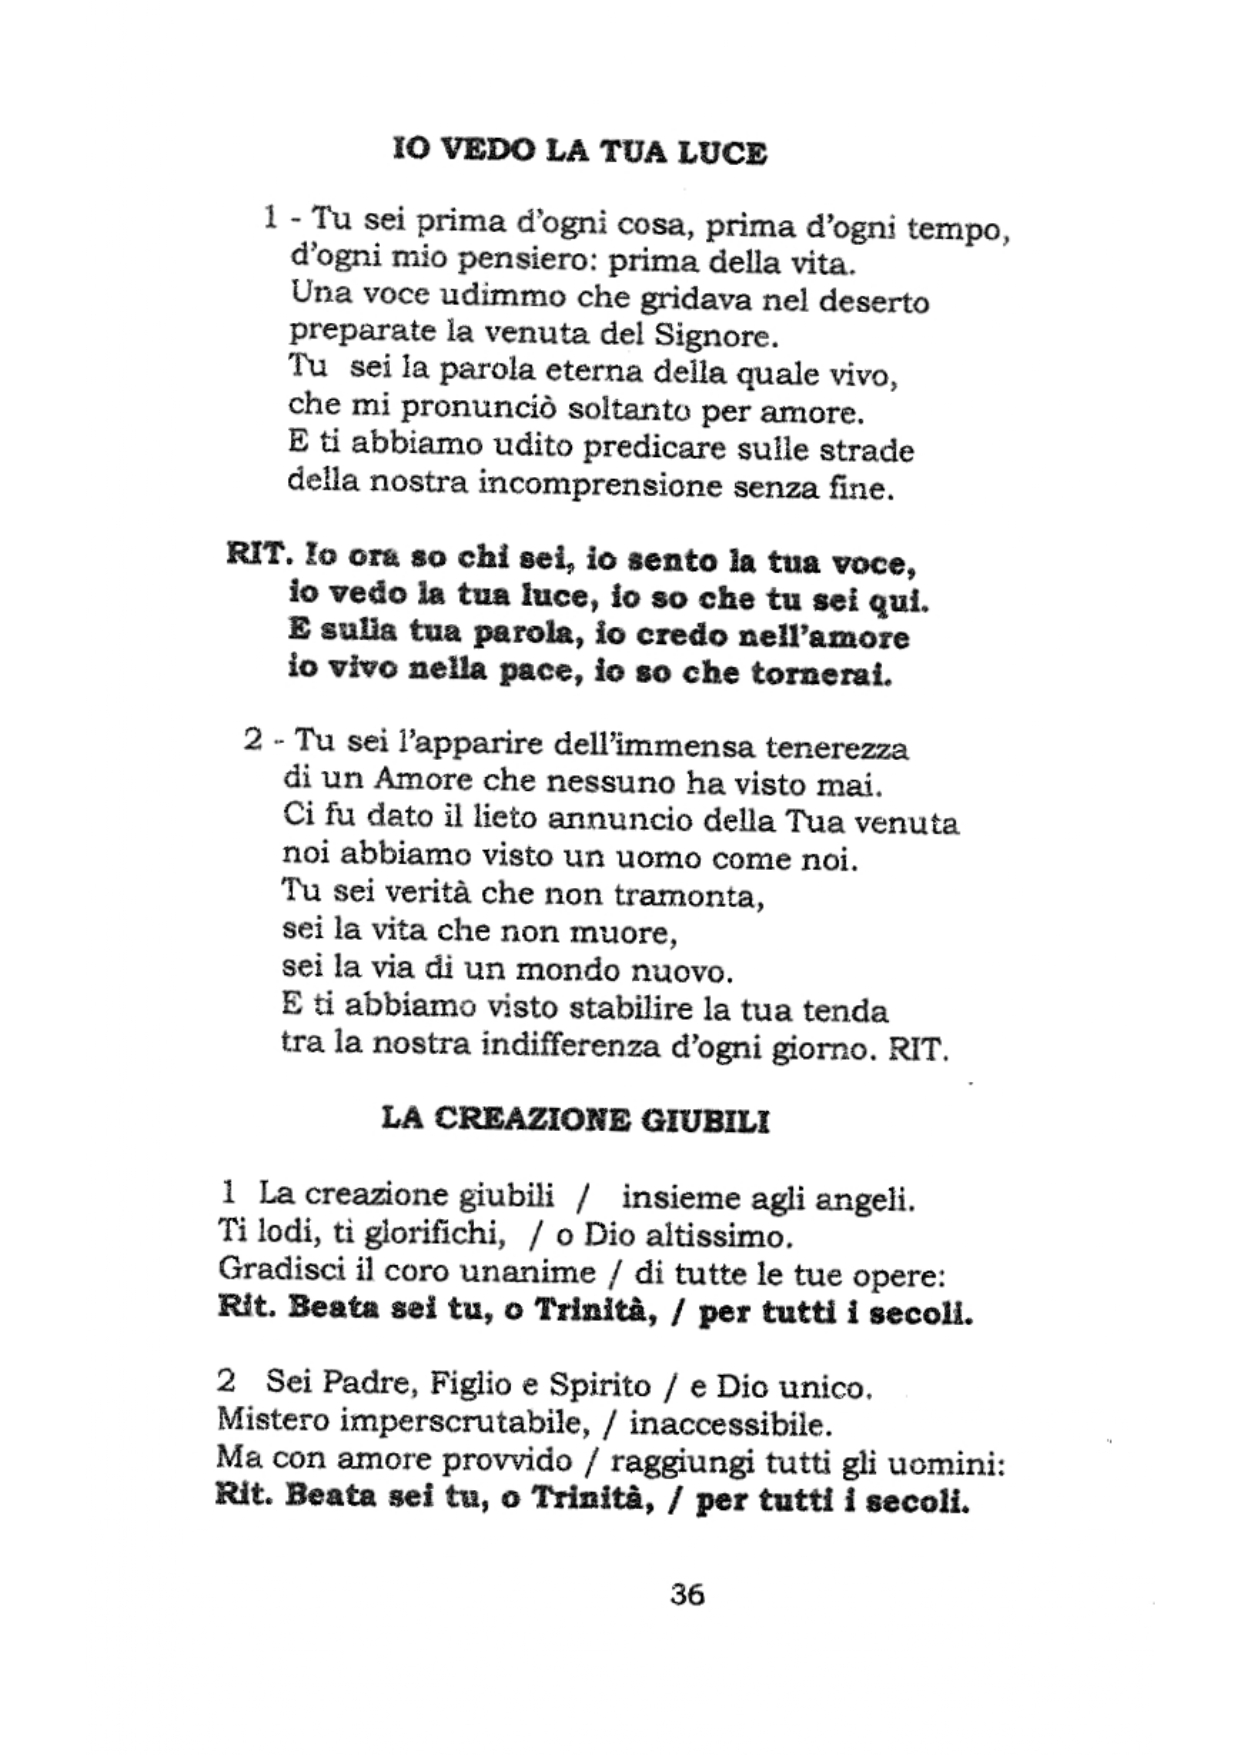 IO VEDO LA TUA LUCE
1 - Tu sei prima d'ogni cosa, prima d'ogni tempo,
d'ogni mio pensiero: prima della vita.
Una voce udimmo che gridava nel deserto
preparate la venuta del Signore.
Tu sei la parola eterna della quale vivo,
che mi pronunciò soltanto per amore.
E ti abbiamo udito predicare sulle strade
della nostra incomprensione senza fine.
RIT. Io ora so chi sei, io sento la tua voce,
io vedo la tua luce, io so che tu sei qui.
E sulla tua parola, io credo nell'amore
io vivo nella pace, io so che tornerai.
2 - Tu sei l'apparire dell'immensa tenerezza
di un Amore che nessuno ha visto mai.
Ci fu dato il lieto annuncio della Tua venuta
noi abbiamo visto un uomo come noi.
Tu sei verità che non tramonta,
sei la vita che non muore,
sei la via di un mondo nuovo.
E ti abbiamo visto stabilire la tua tenda
tra la nostra indifferenza d'ogni giorno. RIT.
LA CREAZIONE GIUBILI
1 La creazione giubili / insieme agli angeli.
Ti lodi, ti glorifichi, / o Dio altissimo.
Gradisci il coro unanime / di tutte le tue opere:
Rit. Beata sei tu, o Trinità, / per tutti i secoli.
2 Sei Padre, Figlio e Spirito / e Dio unico.
Mistero imperscrutabile, / inaccessibile.
Ma con amore provvido / raggiungi tutti gli uomini:
Rit. Beata sei tu, o Trinità, / per tutti i secoli.
36